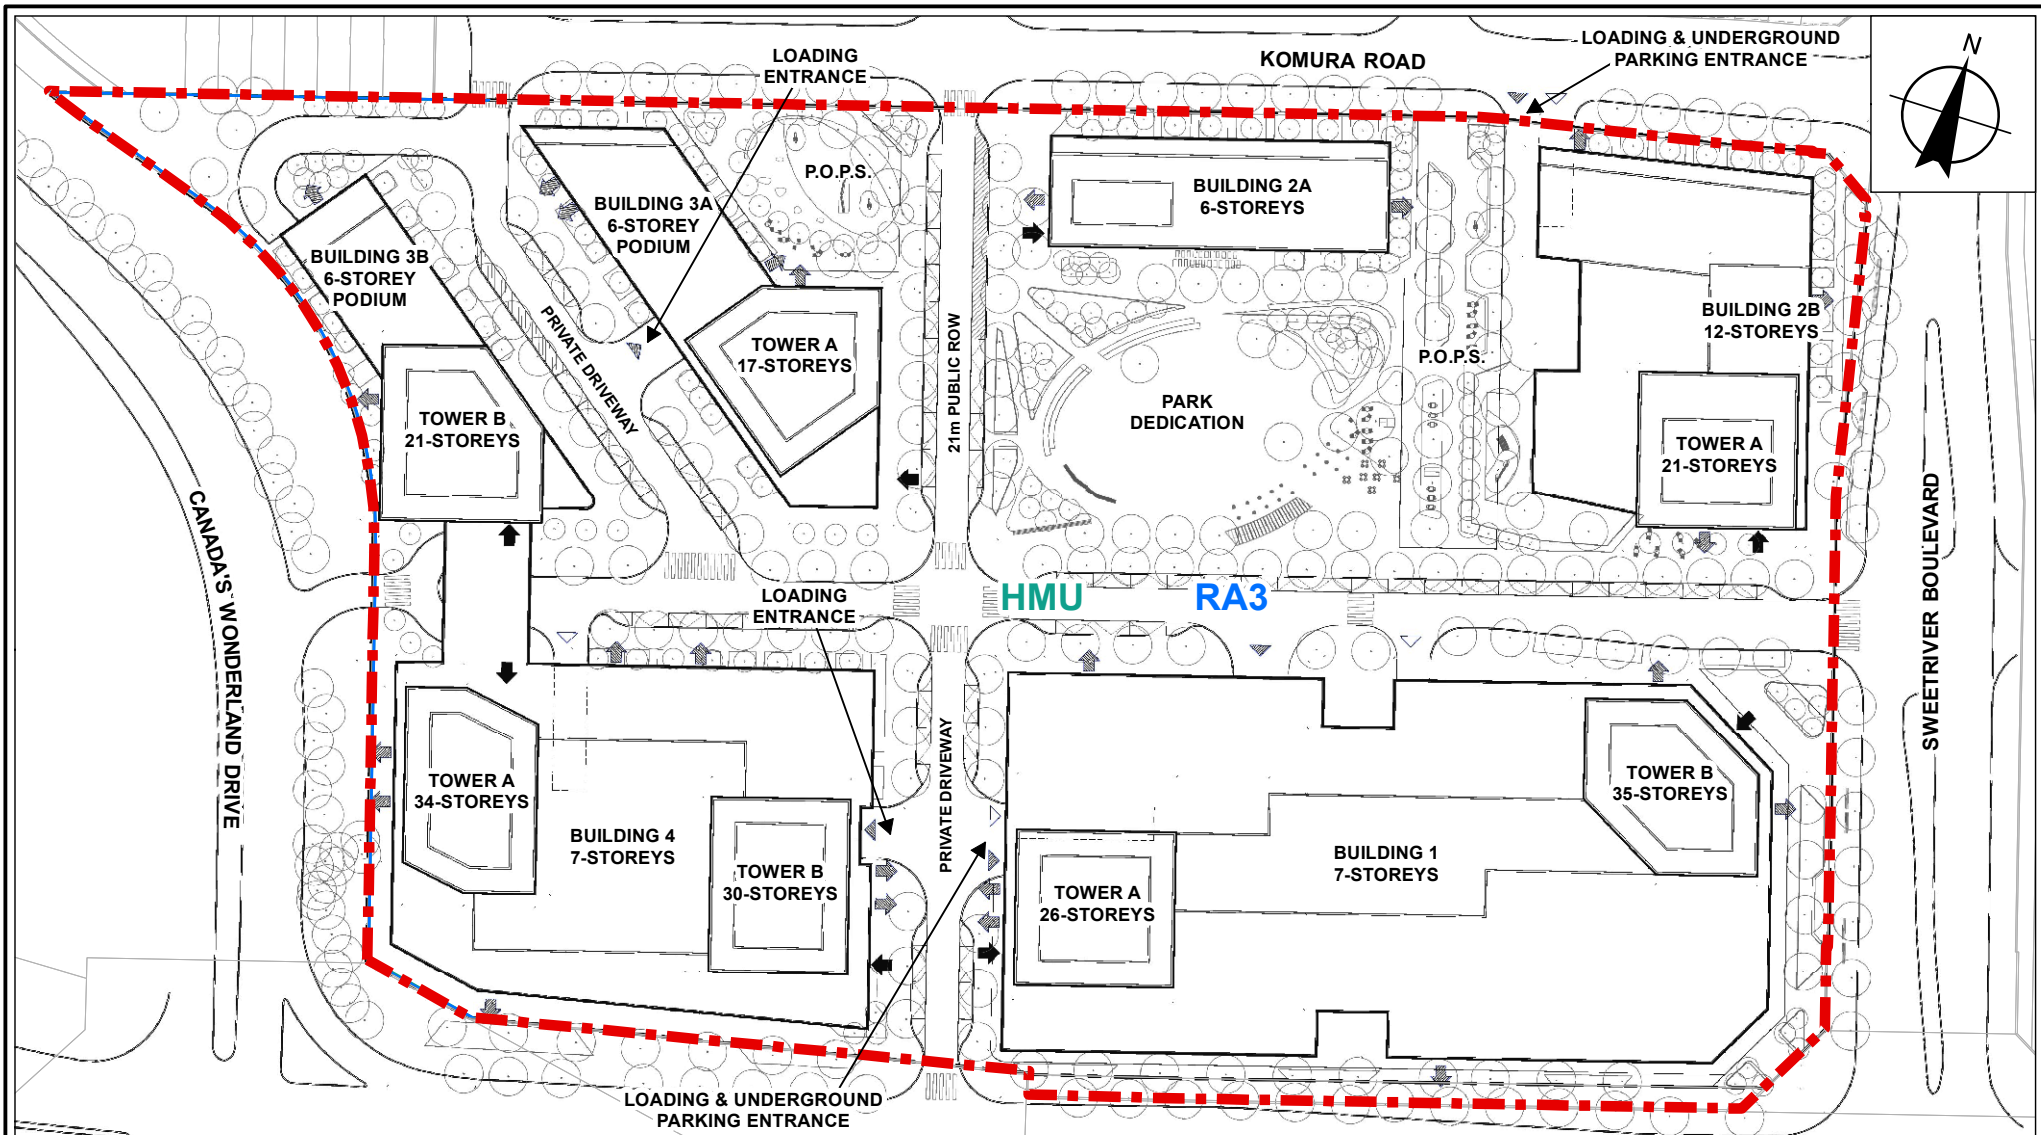 LOADING
ENTRANCE
KOMURA ROAD
LOADING & UNDERGROUND
PARKING ENTRANCE
N
P.O.P.S.
BUILDING 3A
6-STOREY
PODIUM
BUILDING 2A
6-STOREYS
BUILDING 3B
6-STOREY
PODIUM
PRIVATE DRIVEWAY
TOWER A
17-STOREYS
21m PUBLIC ROW
BUILDING 2B
12-STOREYS
P.O.P.S.
PARK
DEDICATION
TOWER B
21-STOREYS
TOWER A
21-STOREYS
CANADA'S WONDERLAND DRIVE
SWEETRIVER BOULEVARD
LOADING
ENTRANCE
HMU
RA3
TOWER A
34-STOREYS
BUILDING 4
7-STOREYS
TOWER B
30-STOREYS
PRIVATE DRIVEWAY
TOWER A
26-STOREYS
BUILDING 1
7-STOREYS
TOWER B
35-STOREYS
LOADING & UNDERGROUND
PARKING ENTRANCE